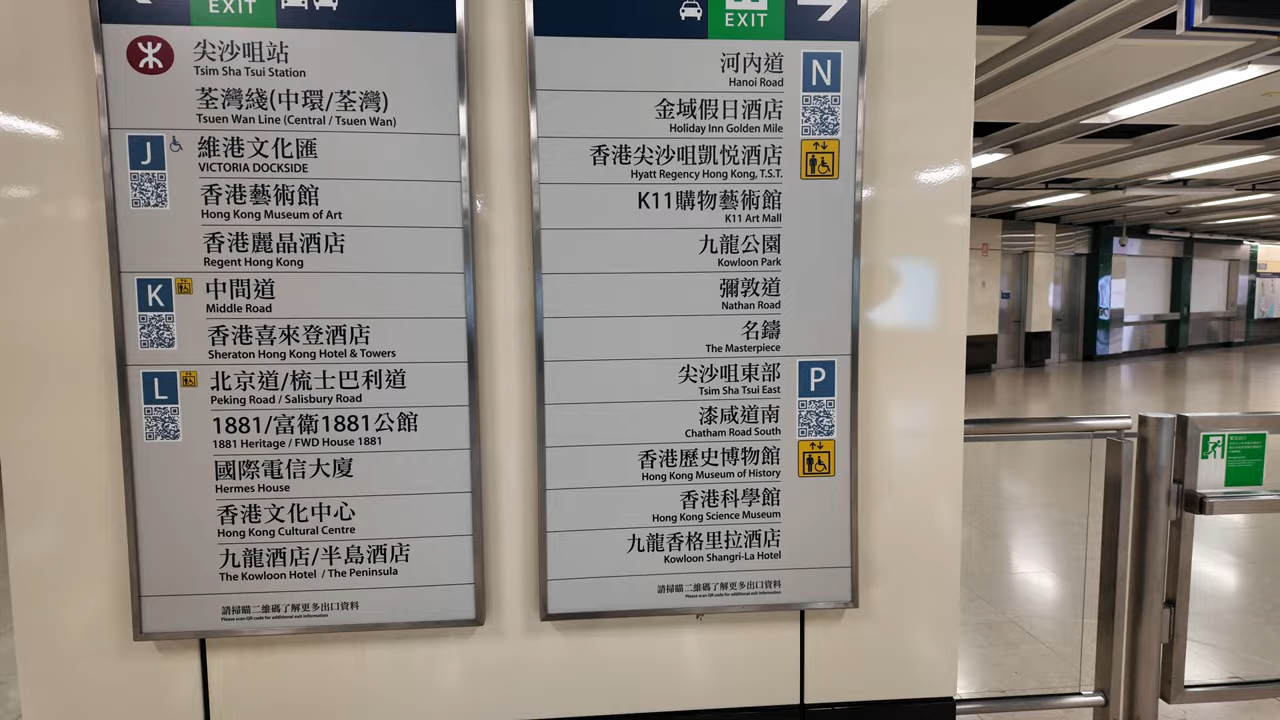 EXIT
尖沙咀站
Tsim Sha Tsui Station
荃灣綫(中環/荃灣)
Tsuen Wan Line (Central / Tsuen Wan)
J
維港文化匯
VICTORIA DOCKSIDE
香港藝術館
Hong Kong Museum of Art
香港麗晶酒店
Regent Hong Kong
K
中間道
Middle Road
香港喜來登酒店
Sheraton Hong Kong Hotel & Towers
L
北京道/梳士巴利道
Peking Road / Salisbury Road
1881/富衛1881公館
1881 Heritage / FWD House 1881
國際電信大廈
Hermes House
香港文化中心
Hong Kong Cultural Centre
九龍酒店/半島酒店
The Kowloon Hotel / The Peninsula
請掃瞄二維碼了解更多出口資料
Please scan QR code for additional exit information
EXIT
河內道
Hanoi Road
N
金域假日酒店
Holiday Inn Golden Mile
香港尖沙咀凱悦酒店
Hyatt Regency Hong Kong, T.S.T.
K11購物藝術館
K11 Art Mall
九龍公園
Kowloon Park
彌敦道
Nathan Road
名鑄
The Masterpiece
尖沙咀東部
Tsim Sha Tsui East
P
漆咸道南
Chatham Road South
香港歷史博物館
Hong Kong Museum of History
香港科學館
Hong Kong Science Museum
九龍香格里拉酒店
Kowloon Shangri-La Hotel
請掃瞄二維碼了解更多出口資料
Please scan QR code for additional exit information